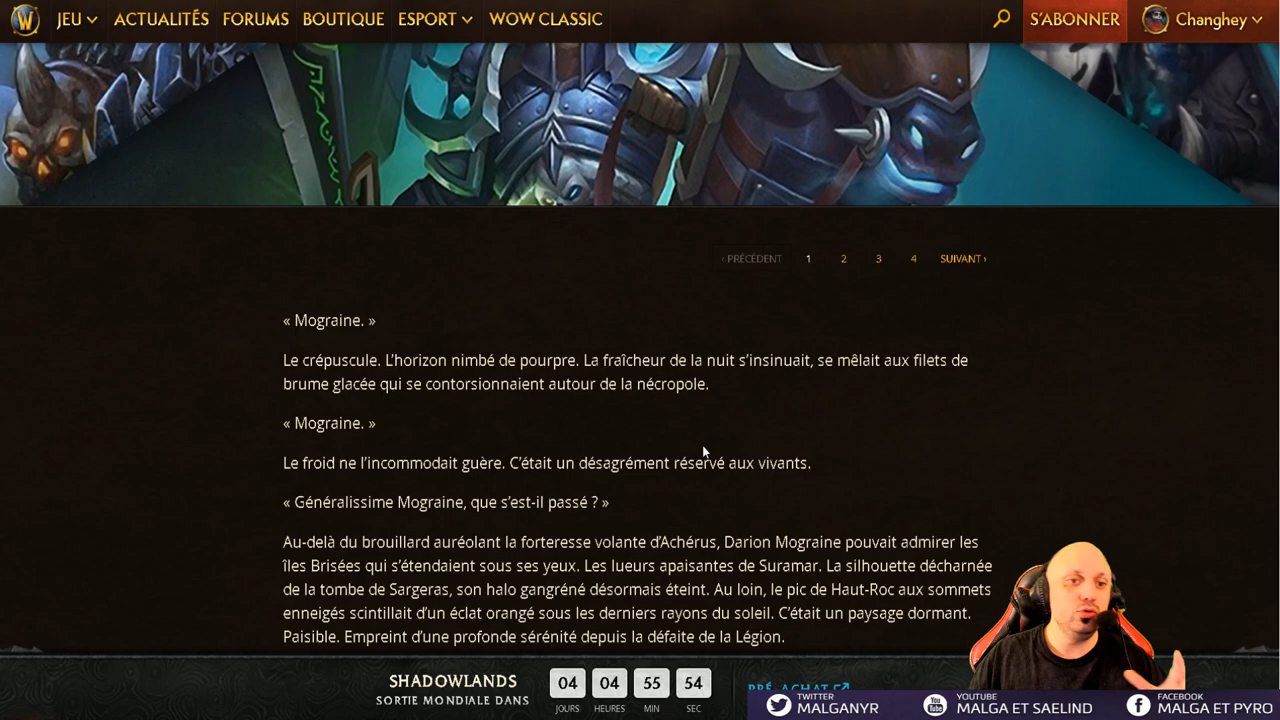 W JEU ACTUALITÉS FORUMS BOUTIQUE ESPORT WOW CLASSIC S'ABONNER Changhey
‹ PRÉCÉDENT 1 2 3 4 SUIVANT ›
« Mograine. »
Le crépuscule. L’horizon nimbé de pourpre. La fraîcheur de la nuit s’insinuait, se mêlait aux filets de
brume glacée qui se contorsionnaient autour de la nécropole.
« Mograine. »
Le froid ne l’incommodait guère. C’était un désagrément réservé aux vivants.
« Généralissime Mograine, que s’est-il passé ? »
Au-delà du brouillard auréolant la forteresse volante d’Achérus, Darion Mograine pouvait admirer les
îles Brisées qui s’étendaient sous ses yeux. Les lueurs apaisantes de Suramar. La silhouette décharnée
de la tombe de Sargeras, son halo gangréné désormais éteint. Au loin, le pic de Haut-Roc aux sommets
enneigés scintillait d’un éclat orangé sous les derniers rayons du soleil. C’était un paysage dormant.
Paisible. Empreint d’une profonde sérénité depuis la défaite de la Légion.
SHADOWLANDS
SORTIE MONDIALE DANS
04 04 55 54
JOURS HEURES MIN SEC
PRÉ-ACHAT
TWITTER
MALGANYR
YOUTUBE
MALGA ET SAELIND
FACEBOOK
MALGA ET PYRO